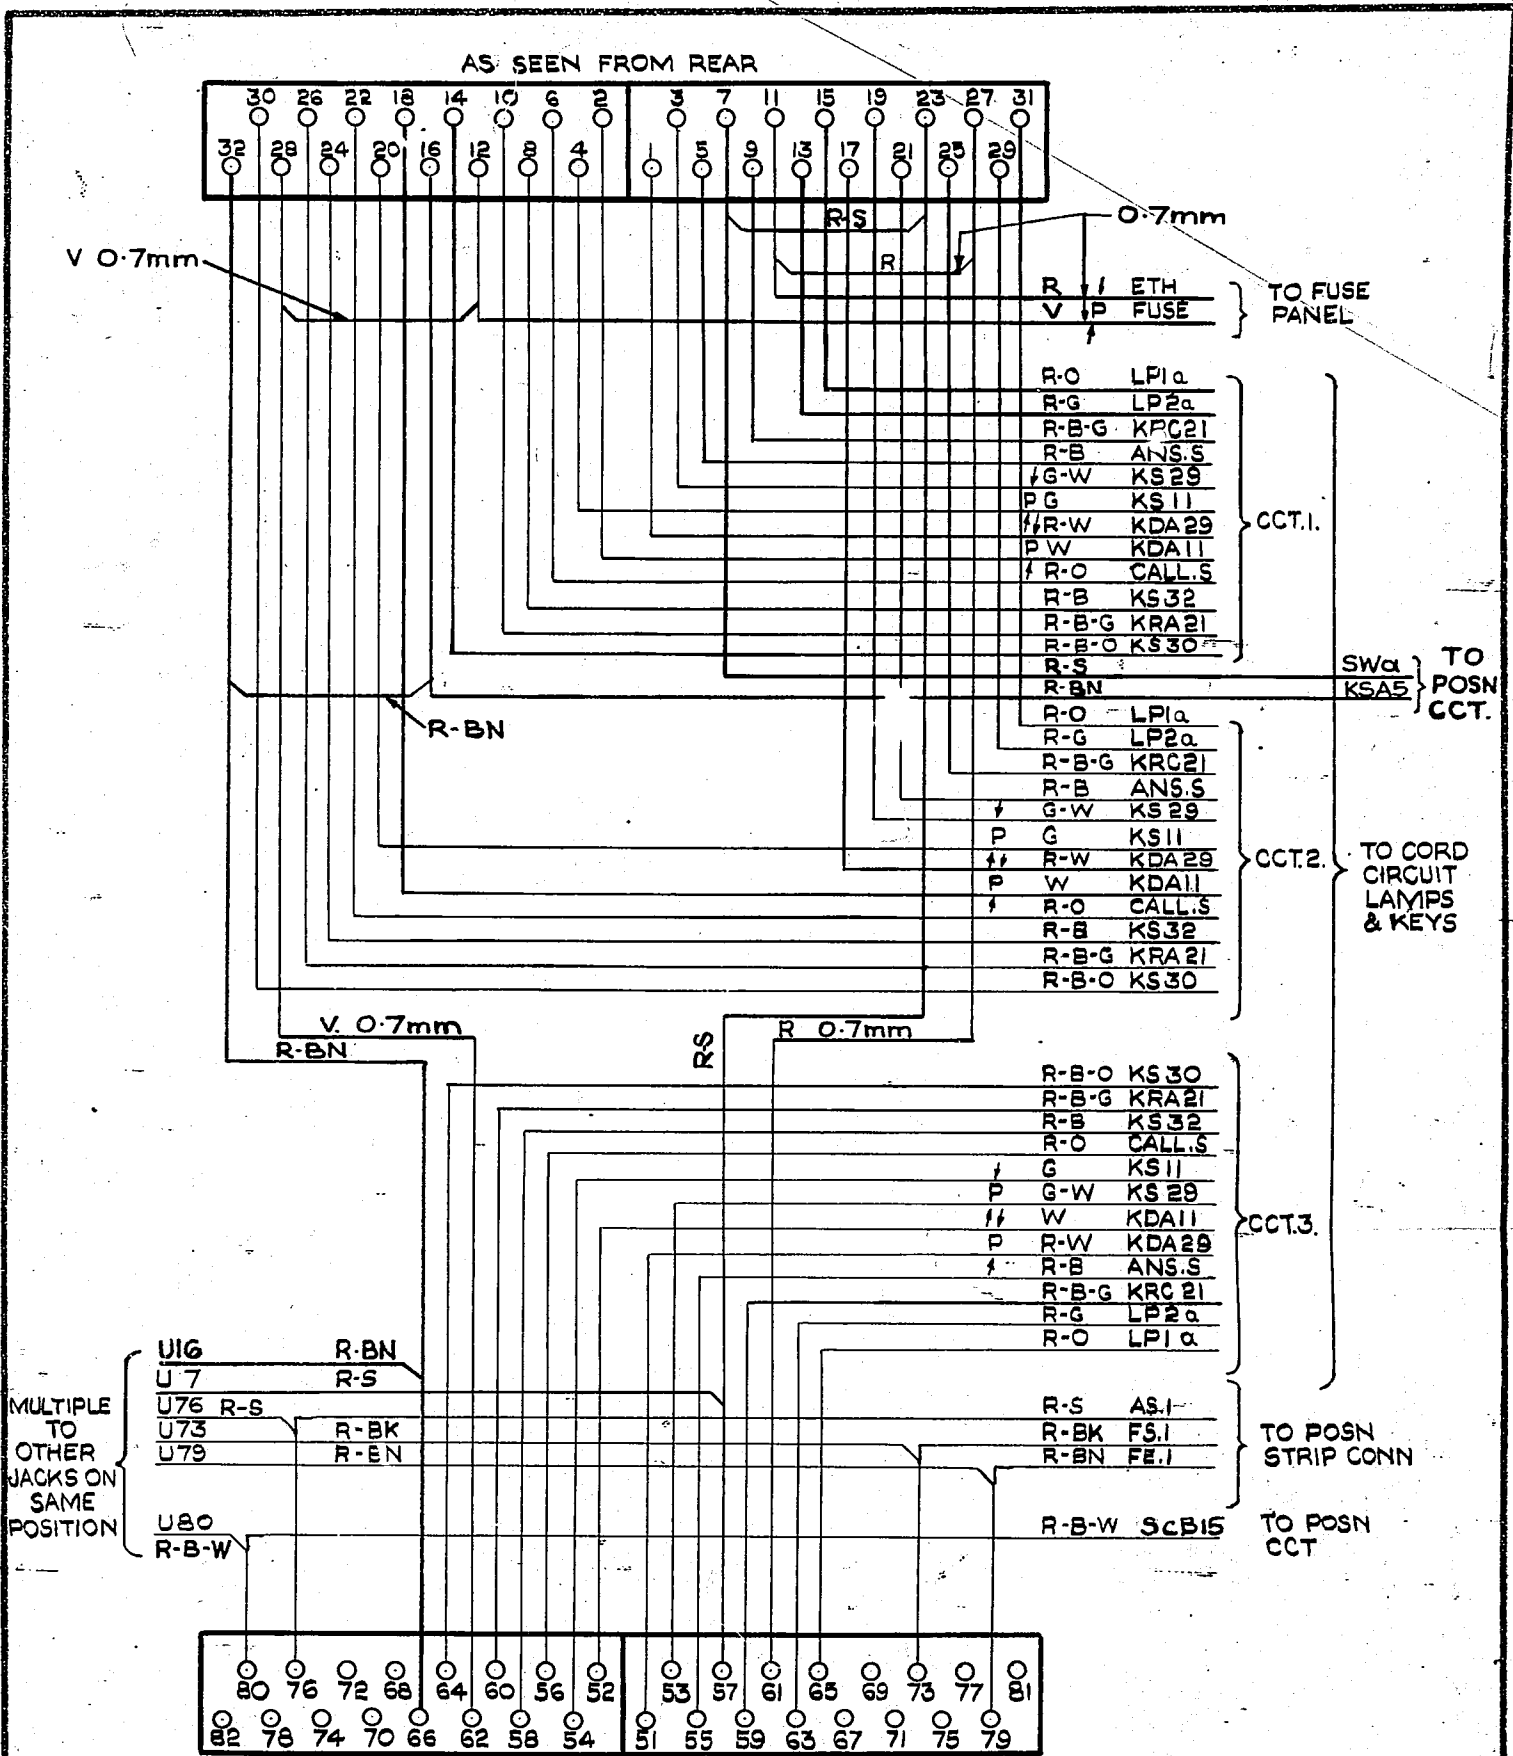 AS SEEN FROM REAR
30 26 22 18 14 10 6 2 3 7 11 15 19 23 27 31
32 28 24 20 16 12 8 4 1 5 9 13 17 21 25 29
R-S
0.7mm
V 0.7mm
R
R ETH
V P FUSE
TO FUSE
PANEL
R-O LP1a
R-G LP2a
R-B-G KRC21
R-B ANS.S
G-W KS29
P G KS11
R-W KDA29
P W KDA11
R-O CALL.S
R-B KS32
R-B-G KRA21
R-B-O KS30
CCT.1.
R-S SWa
R-BN KSA5
TO
POSN
CCT.
R-BN
R-O LP1a
R-G LP2a
R-B-G KRC21
R-B ANS.S
G-W KS29
P G KS11
R-W KDA29
P W KDA11
R-O CALL.S
R-B KS32
R-B-G KRA21
R-B-O KS30
CCT.2.
TO CORD
CIRCUIT
LAMPS
& KEYS
V. 0.7mm
R-BN
R-S
R 0.7mm
R-B-O KS30
R-B-G KRA21
R-B KS32
R-O CALL.S
G KS11
P G-W KS29
W KDA11
P R-W KDA29
R-B ANS.S
R-B-G KRC21
R-G LP2a
R-O LP1a
CCT.3.
MULTIPLE
TO
OTHER
JACKS ON
SAME
POSITION
U16 R-BN
U7 R-S
U76 R-S
U73 R-BK
U79 R-BN
U80
R-B-W
R-S AS.1
R-BK FS.1
R-BN FE.1
TO POSN
STRIP CONN
R-B-W SCB15
TO POSN
CCT
80 76 72 68 64 60 56 52 53 57 61 65 69 73 77 81
82 78 74 70 66 62 58 54 51 55 59 63 67 71 75 79